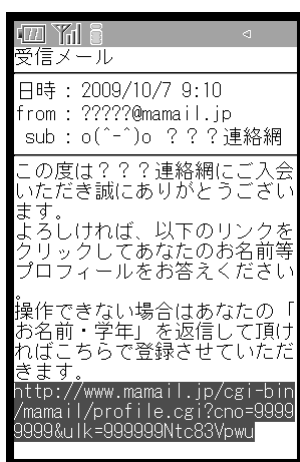 受信メール
日時 : 2009/10/7 9:10
from : ?????@mamail.jp
sub : o(^-^)o ？？？連絡網
この度は？？？連絡網にご入会
いただき誠にありがとうござい
ます。
よろしければ、以下のリンクを
クリックしてあなたのお名前等
プロフィールをお答えください
。
操作できない場合はあなたの「
お名前・学年」を返信して頂け
ればこちらで登録させていただ
きます。
http://www.mamail.jp/cgi-bin
/mamail/profile.cgi?cno=9999
9999&ulk=999999Ntc83Vpwu